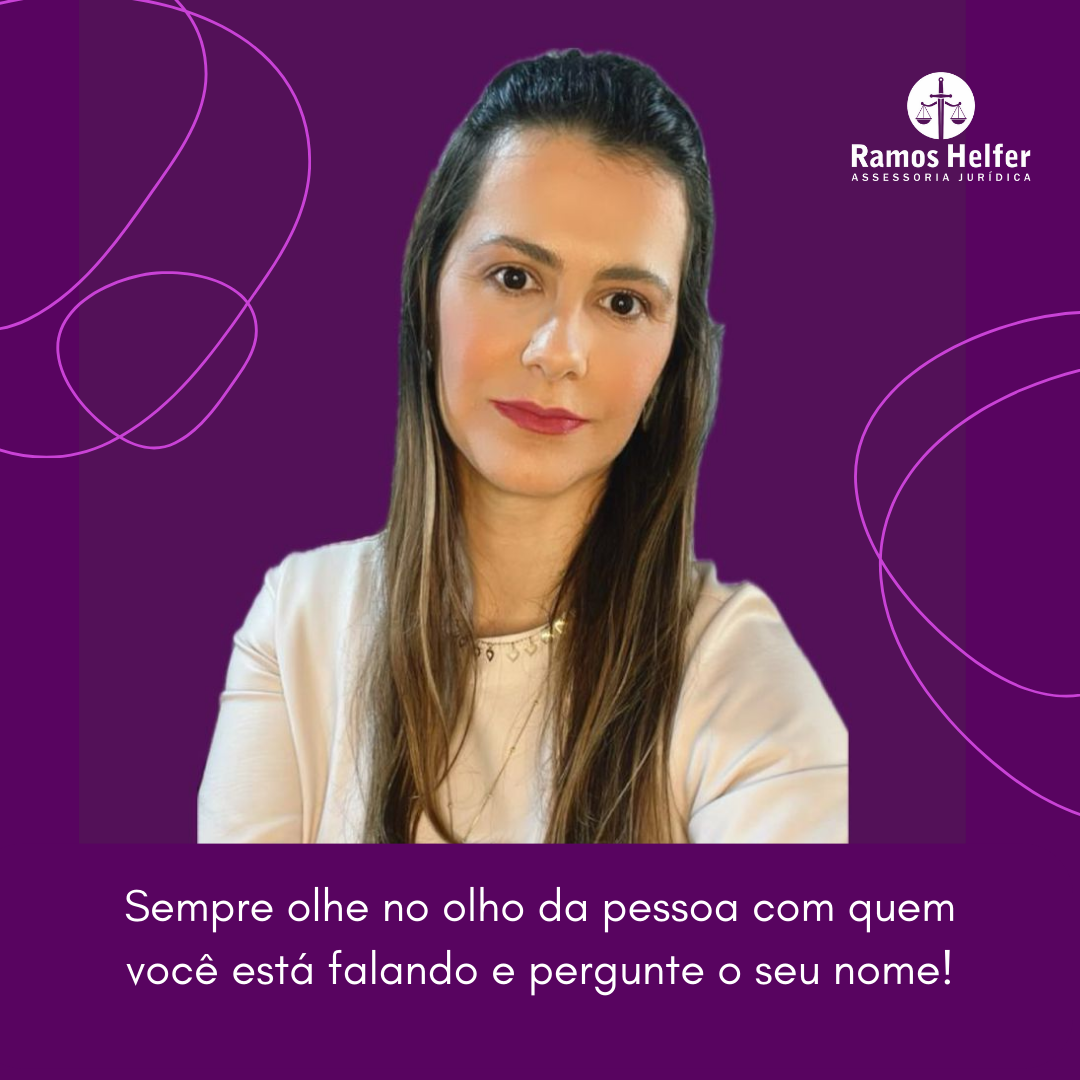 Ramos Helfer
ASSESSORIA JURÍDICA
Sempre olhe no olho da pessoa com quem
você está falando e pergunte o seu nome!